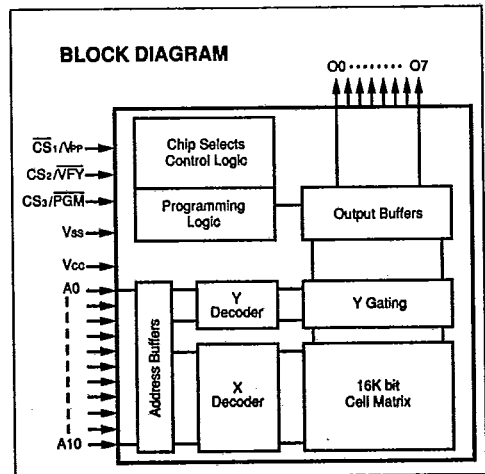 BLOCK DIAGRAM
O0 ········ O7
CS1/VPP
CS2/VFY
CS3/PGM
Vss
Vcc
A0
A10
Chip Selects
Control Logic
Programming
Logic
Output Buffers
Address Buffers
Y
Decoder
Y Gating
X
Decoder
16K bit
Cell Matrix